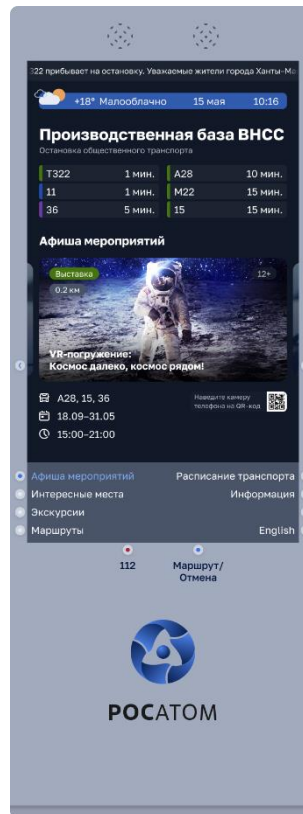 322 прибывает на остановку. Уважаемые жители города Ханты-Ма
+18° Малооблачно 15 мая 10:16
Производственная база ВНСС
Остановка общественного транспорта
Т322 1 мин. А28 10 мин.
11 1 мин. М22 15 мин.
36 5 мин. 15 15 мин.
Афиша мероприятий
Выставка 12+
0.2 км
VR-погружение:
Космос далеко, космос рядом!
А28, 15, 36
Наведите камеру
телефона на QR-код
18.09–31.05
15:00–21:00
Афиша мероприятий Расписание транспорта
Интересные места Информация
Экскурсии
Маршруты English
112 Маршрут/
Отмена
РОСАТОМ